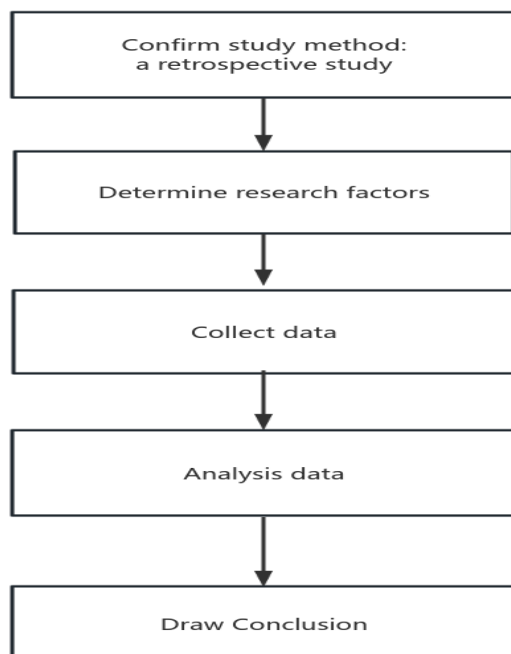 Confirm study method:
a retrospective study
Determine research factors
Collect data
Analysis data
Draw Conclusion